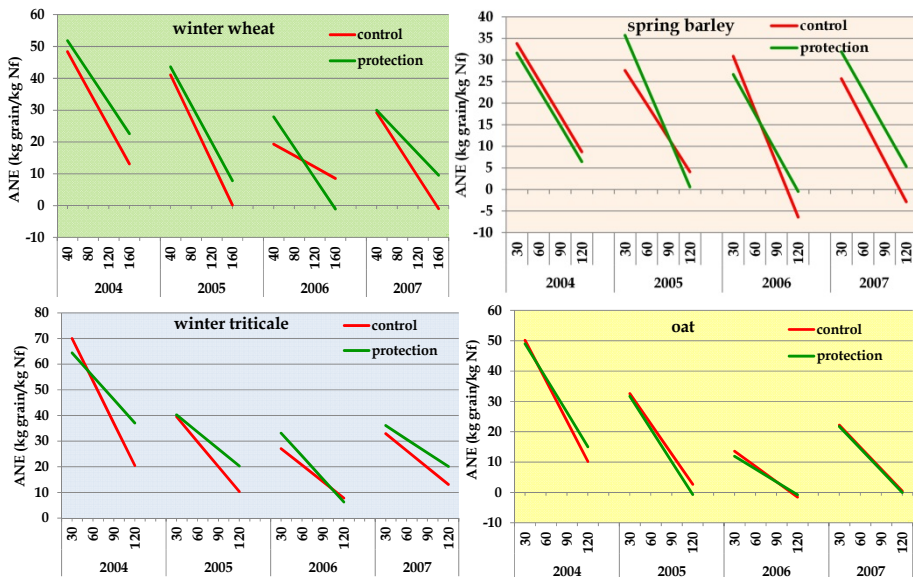 winter wheat
control
protection
ANE (kg grain/kg Nf)
60
50
40
30
20
10
0
-10
40 80 120 160 40 80 120 160 40 80 120 160 40 80 120 160
2004 2005 2006 2007
spring barley
control
protection
ANE (kg grain/kg Nf)
40
35
30
25
20
15
10
5
0
-5
-10
30 60 90 120 30 60 90 120 30 60 90 120 30 60 90 120
2004 2005 2006 2007
winter triticale
control
protection
ANE (kg grain/kg Nf)
80
70
60
50
40
30
20
10
0
30 60 90 120 30 60 90 120 30 60 90 120 30 60 90 120
2004 2005 2006 2007
oat
control
protection
ANE (kg grain/kg Nf)
60
50
40
30
20
10
0
-10
30 60 90 120 30 60 90 120 30 60 90 120 30 60 90 120
2004 2005 2006 2007